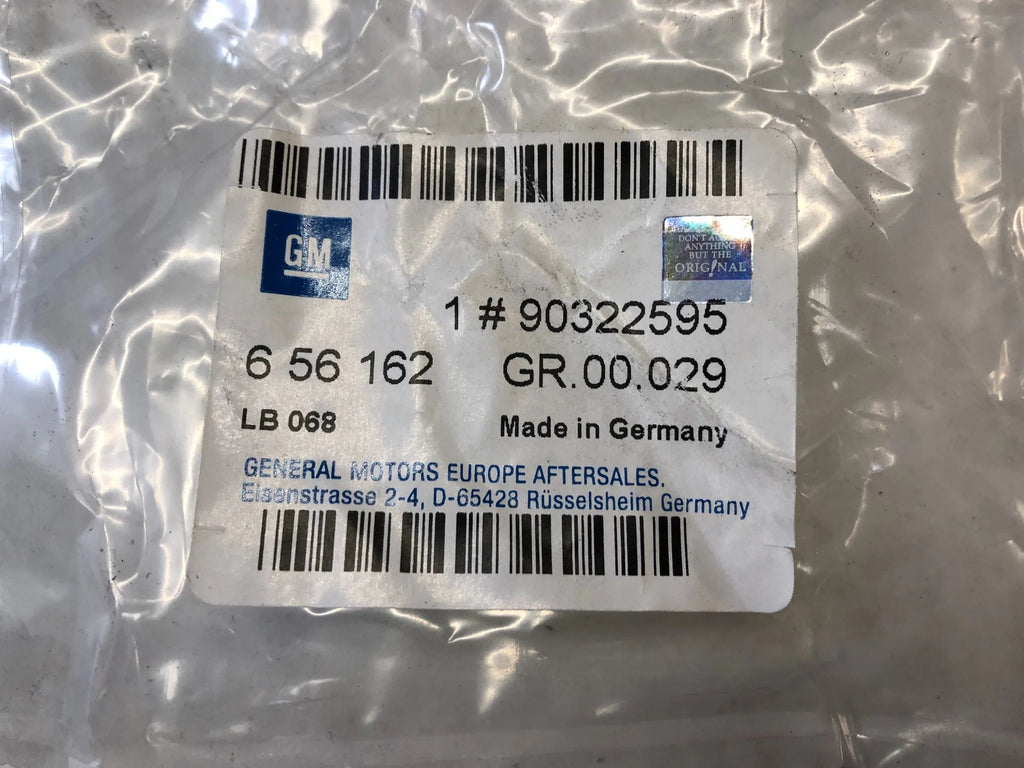 GM
DON'T
ANYTHING
BUT THE
ORIGINAL
1 # 90322595
6 56 162 GR.00.029
LB 068 Made in Germany
GENERAL MOTORS EUROPE AFTERSALES.
Eisenstrasse 2-4, D-65428 Rüsselsheim Germany